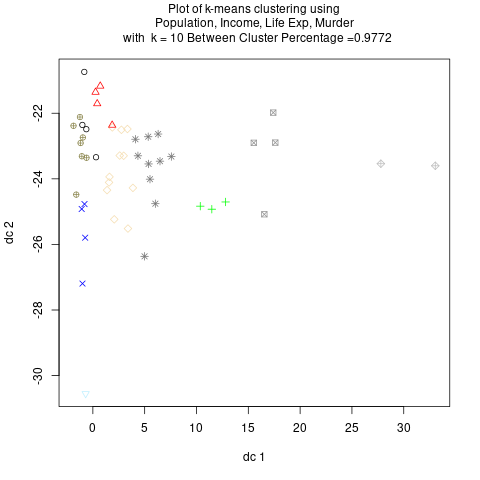 Plot of k-means clustering using
Population, Income, Life Exp, Murder
with k = 10 Between Cluster Percentage =0.9772
dc 2
-22
-24
-26
-28
-30
0 5 10 15 20 25 30
dc 1